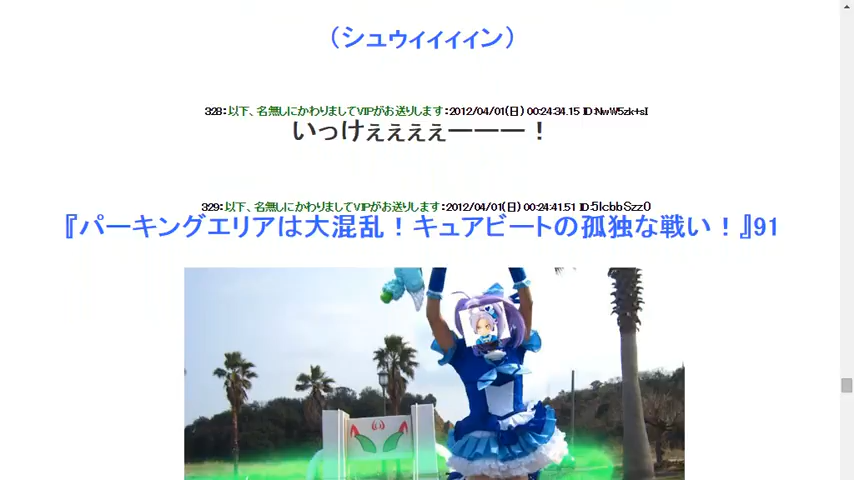 （シュゥィィィィン）
328：以下、名無しにかわりましてVIPがお送りします：2012/04/01(日) 00:24:34.15 ID:NwW5zk+sI
いっけぇぇぇぇーーー！
329：以下、名無しにかわりましてVIPがお送りします：2012/04/01(日) 00:24:41.51 ID:5lcbbSzz0
『パーキングエリアは大混乱！キュアビートの孤独な戦い！』91